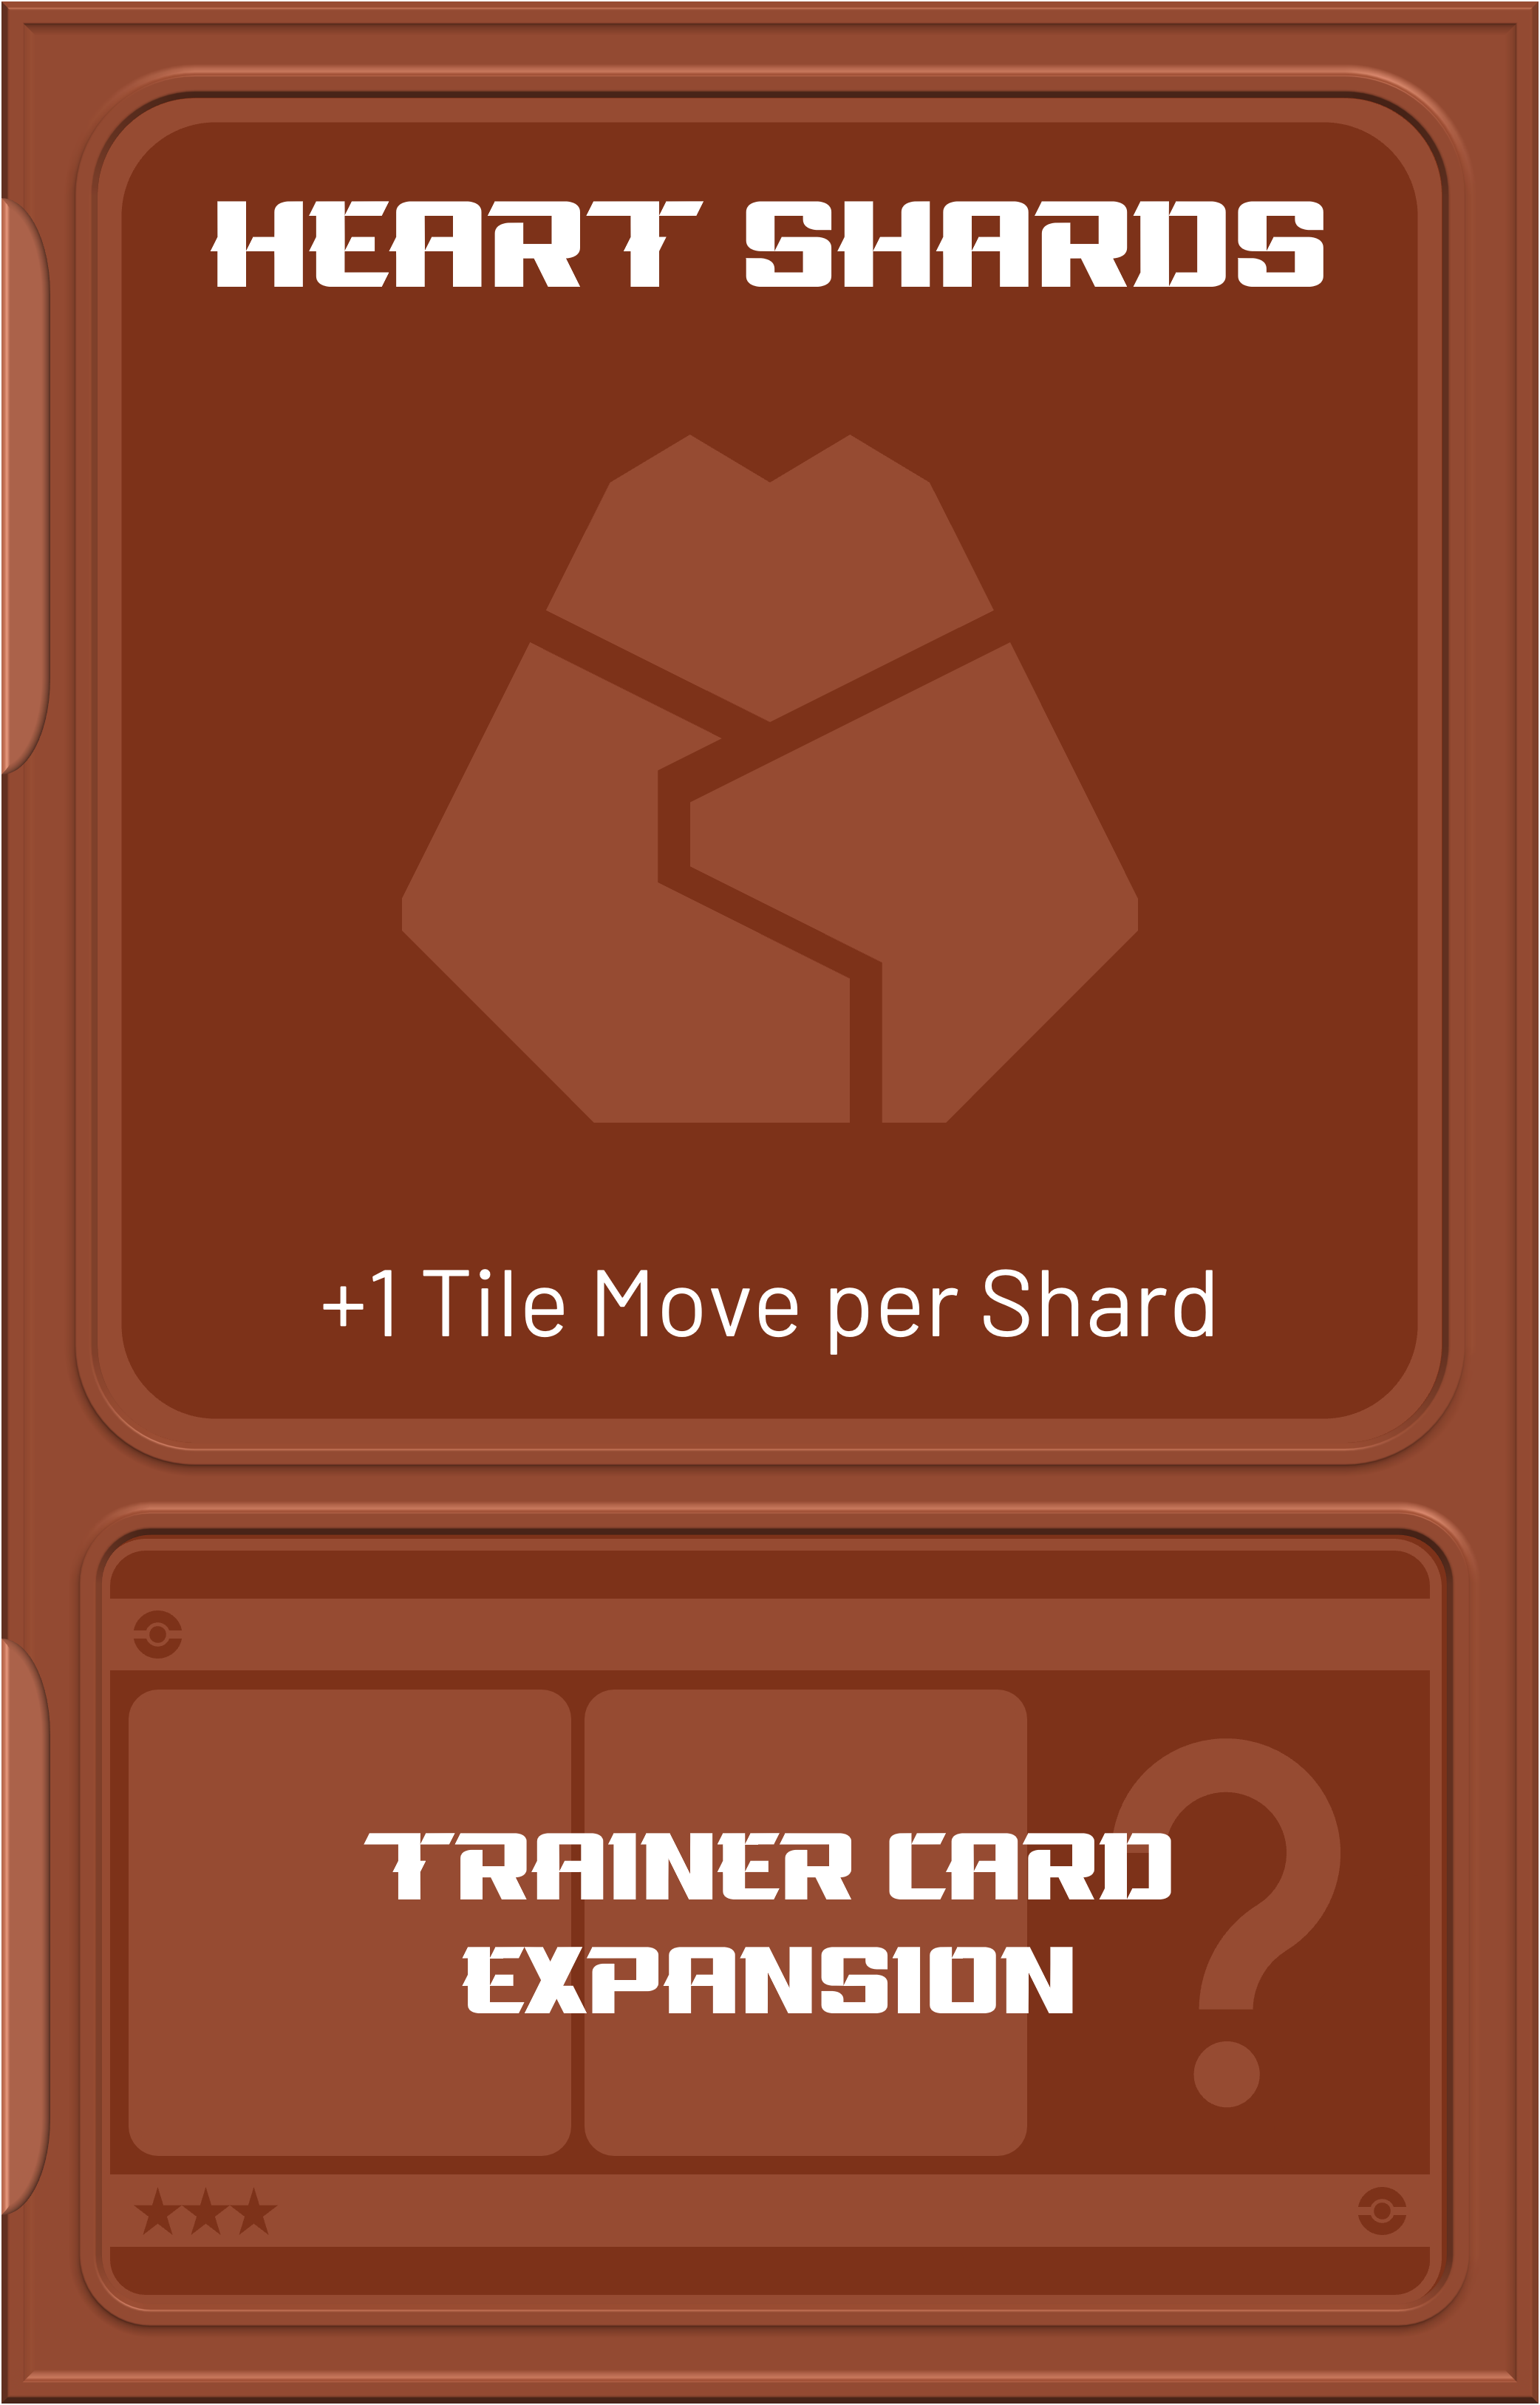 HEART SHARDS
+1 Tile Move per Shard
TRAINER CARD
EXPANSION
?